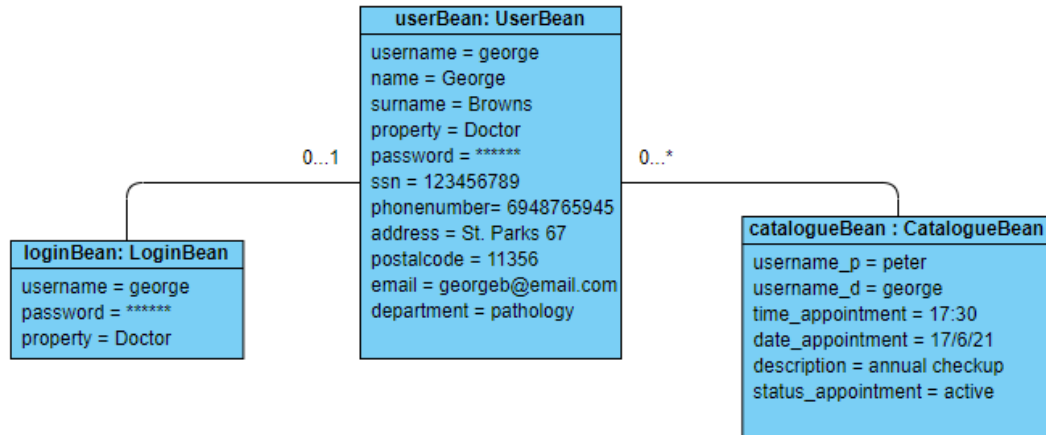 userBean: UserBean
username = george
name = George
surname = Browns
property = Doctor
password = ******
ssn = 123456789
phonenumber= 6948765945
address = St. Parks 67
postalcode = 11356
email = georgeb@email.com
department = pathology
0...1
0...*
loginBean: LoginBean
username = george
password = ******
property = Doctor
catalogueBean : CatalogueBean
username_p = peter
username_d = george
time_appointment = 17:30
date_appointment = 17/6/21
description = annual checkup
status_appointment = active